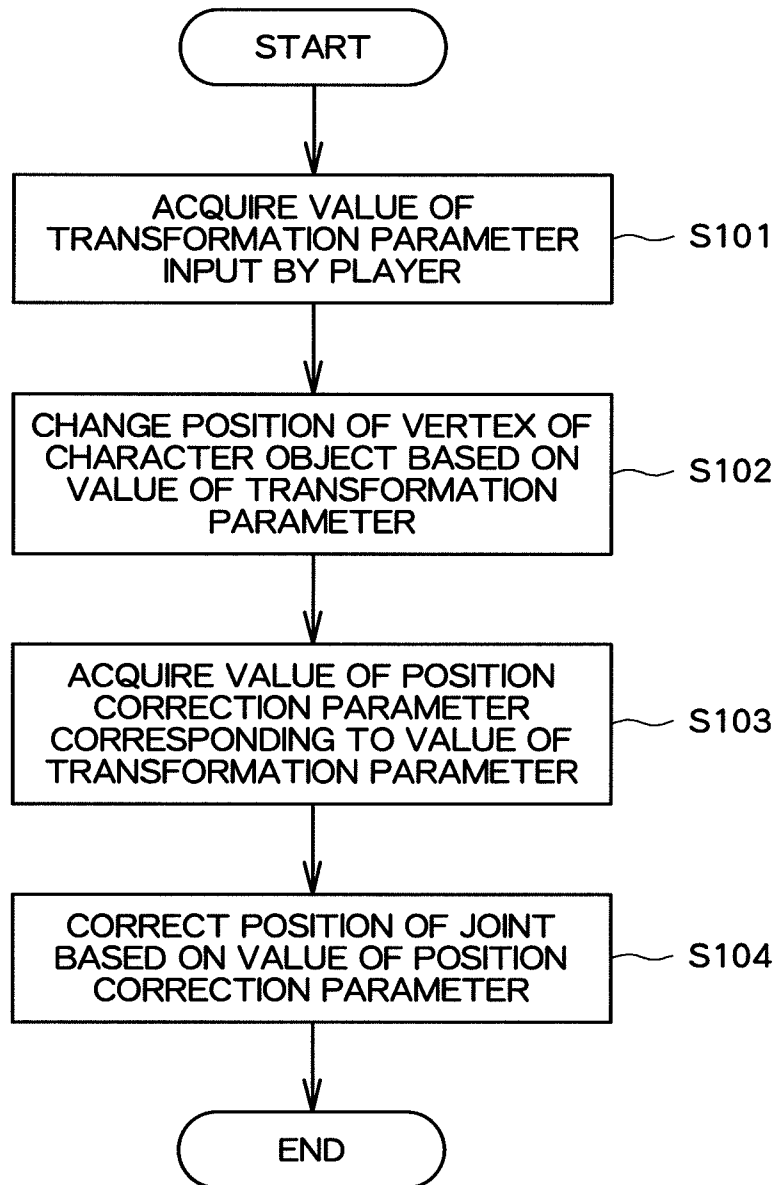 START
ACQUIRE VALUE OF
TRANSFORMATION PARAMETER
INPUT BY PLAYER
S101
CHANGE POSITION OF VERTEX OF
CHARACTER OBJECT BASED ON
VALUE OF TRANSFORMATION
PARAMETER
S102
ACQUIRE VALUE OF POSITION
CORRECTION PARAMETER
CORRESPONDING TO VALUE OF
TRANSFORMATION PARAMETER
S103
CORRECT POSITION OF JOINT
BASED ON VALUE OF POSITION
CORRECTION PARAMETER
S104
END